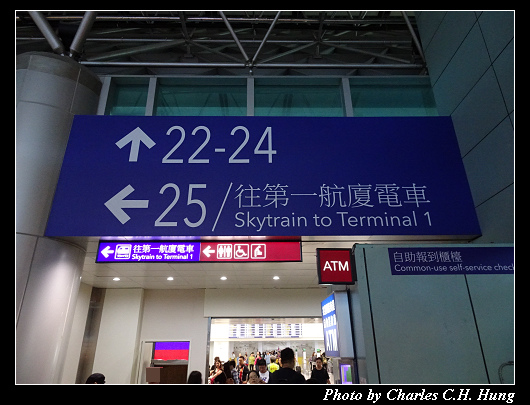 22-24
25/往第一航廈電車
Skytrain to Terminal 1
往第一航廈電車
Skytrain to Terminal 1
ATM
自助報到櫃檯
Common-use self-service check
Photo by Charles C.H. Hung